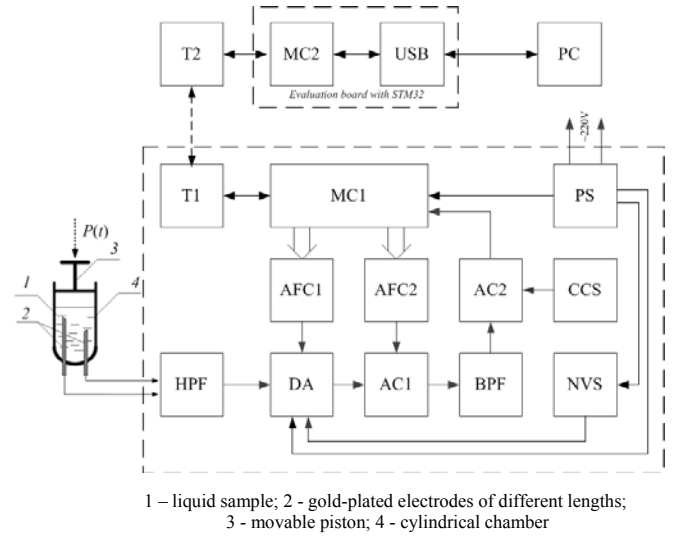 T2
MC2
USB
PC
Evaluation board with STM32
~220V
T1
MC1
PS
P(t)
3
1
4
2
AFC1
AFC2
AC2
CCS
HPF
DA
AC1
BPF
NVS
1 – liquid sample; 2 - gold-plated electrodes of different lengths;
3 - movable piston; 4 - cylindrical chamber